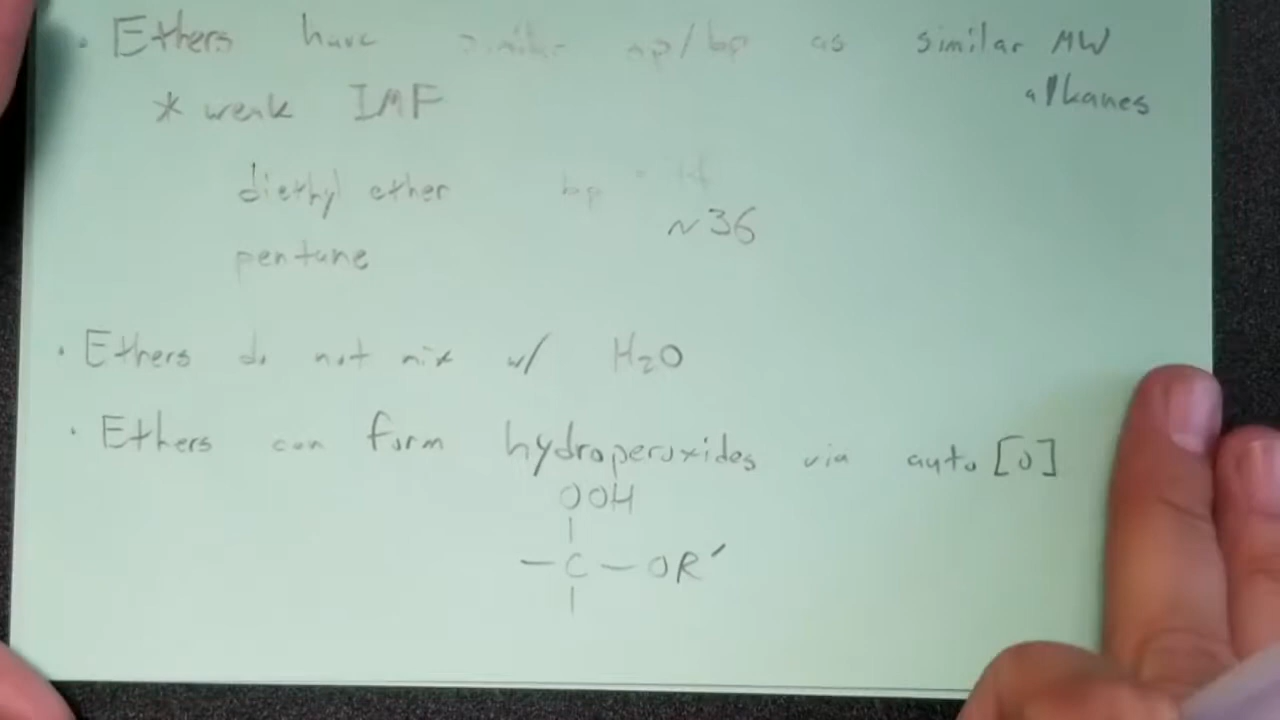 • Ethers have similar mp/bp as similar MW
alkanes
* weak IMF
diethyl ether bp
~36
pentane
• Ethers do not mix w/ H2O
• Ethers can form hydroperoxides via auto [O]
OOH
|
— C — OR′
|